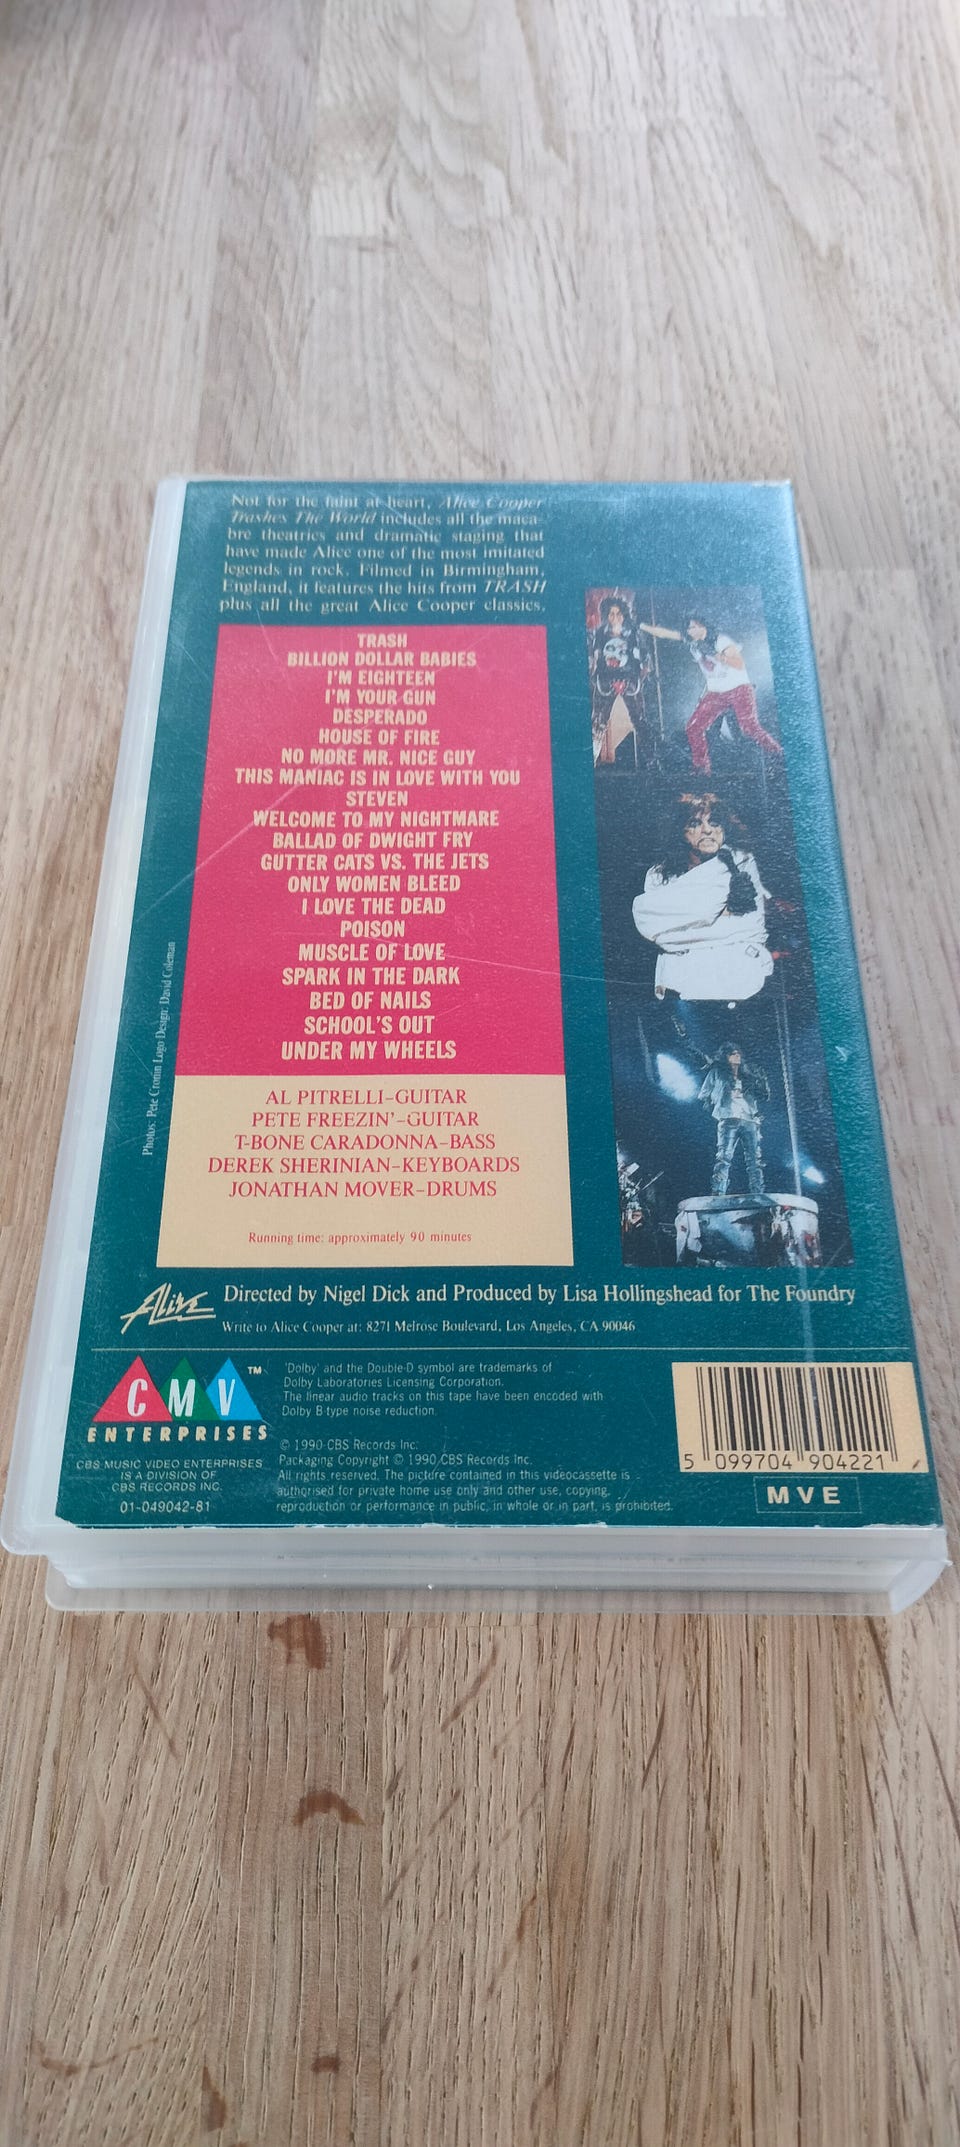 Not for the faint at heart, Alice Cooper
Trashes The World includes all the maca-
bre theatrics and dramatic staging that
have made Alice one of the most imitated
legends in rock. Filmed in Birmingham,
England, it features the hits from TRASH
plus all the great Alice Cooper classics.
TRASH
BILLION DOLLAR BABIES
I'M EIGHTEEN
I'M YOUR GUN
DESPERADO
HOUSE OF FIRE
NO MORE MR. NICE GUY
THIS MANIAC IS IN LOVE WITH YOU
STEVEN
WELCOME TO MY NIGHTMARE
BALLAD OF DWIGHT FRY
GUTTER CATS VS. THE JETS
ONLY WOMEN BLEED
I LOVE THE DEAD
POISON
MUSCLE OF LOVE
SPARK IN THE DARK
BED OF NAILS
SCHOOL'S OUT
UNDER MY WHEELS
AL PITRELLI-GUITAR
PETE FREEZIN'-GUITAR
T-BONE CARADONNA-BASS
DEREK SHERINIAN-KEYBOARDS
JONATHAN MOVER-DRUMS
Running time: approximately 90 minutes
Photos: Pete Cronin Logo Design: David Coleman
Alive
Directed by Nigel Dick and Produced by Lisa Hollingshead for The Foundry
Write to Alice Cooper at: 8271 Melrose Boulevard, Los Angeles, CA 90046
CMV TM
ENTERPRISES
CBS MUSIC VIDEO ENTERPRISES
IS A DIVISION OF
CBS RECORDS INC.
01-049042-81
'Dolby' and the Double-D symbol are trademarks of
Dolby Laboratories Licensing Corporation.
The linear audio tracks on this tape have been encoded with
Dolby B-type noise reduction.
© 1990 CBS Records Inc.
Packaging Copyright © 1990 CBS Records Inc.
All rights reserved. The picture contained in this videocassette is
authorised for private home use only and other use, copying,
reproduction or performance in public, in whole or in part, is prohibited.
5 099704 904221
MVE